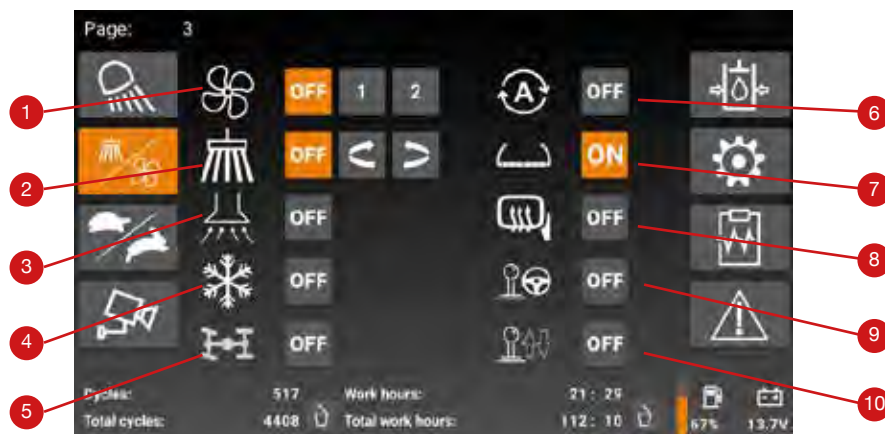 Page: 3
1 OFF 1 2 A OFF 6
2 OFF ON 7
3 OFF OFF 8
4 OFF OFF 9
5 OFF OFF 10
Cycles: 517 Work hours: 21: 29
Total cycles: 4408 Total work hours: 112: 10 67% 13.7V